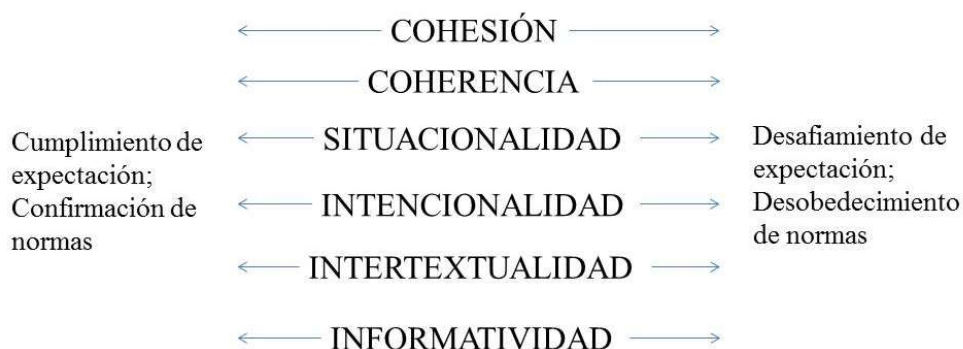 COHESIÓN
COHERENCIA
Cumplimiento de
expectación;
Confirmación de
normas
SITUACIONALIDAD
INTENCIONALIDAD
INTERTEXTUALIDAD
INFORMATIVIDAD
Desafiamiento de
expectación;
Desobedecimiento
de normas